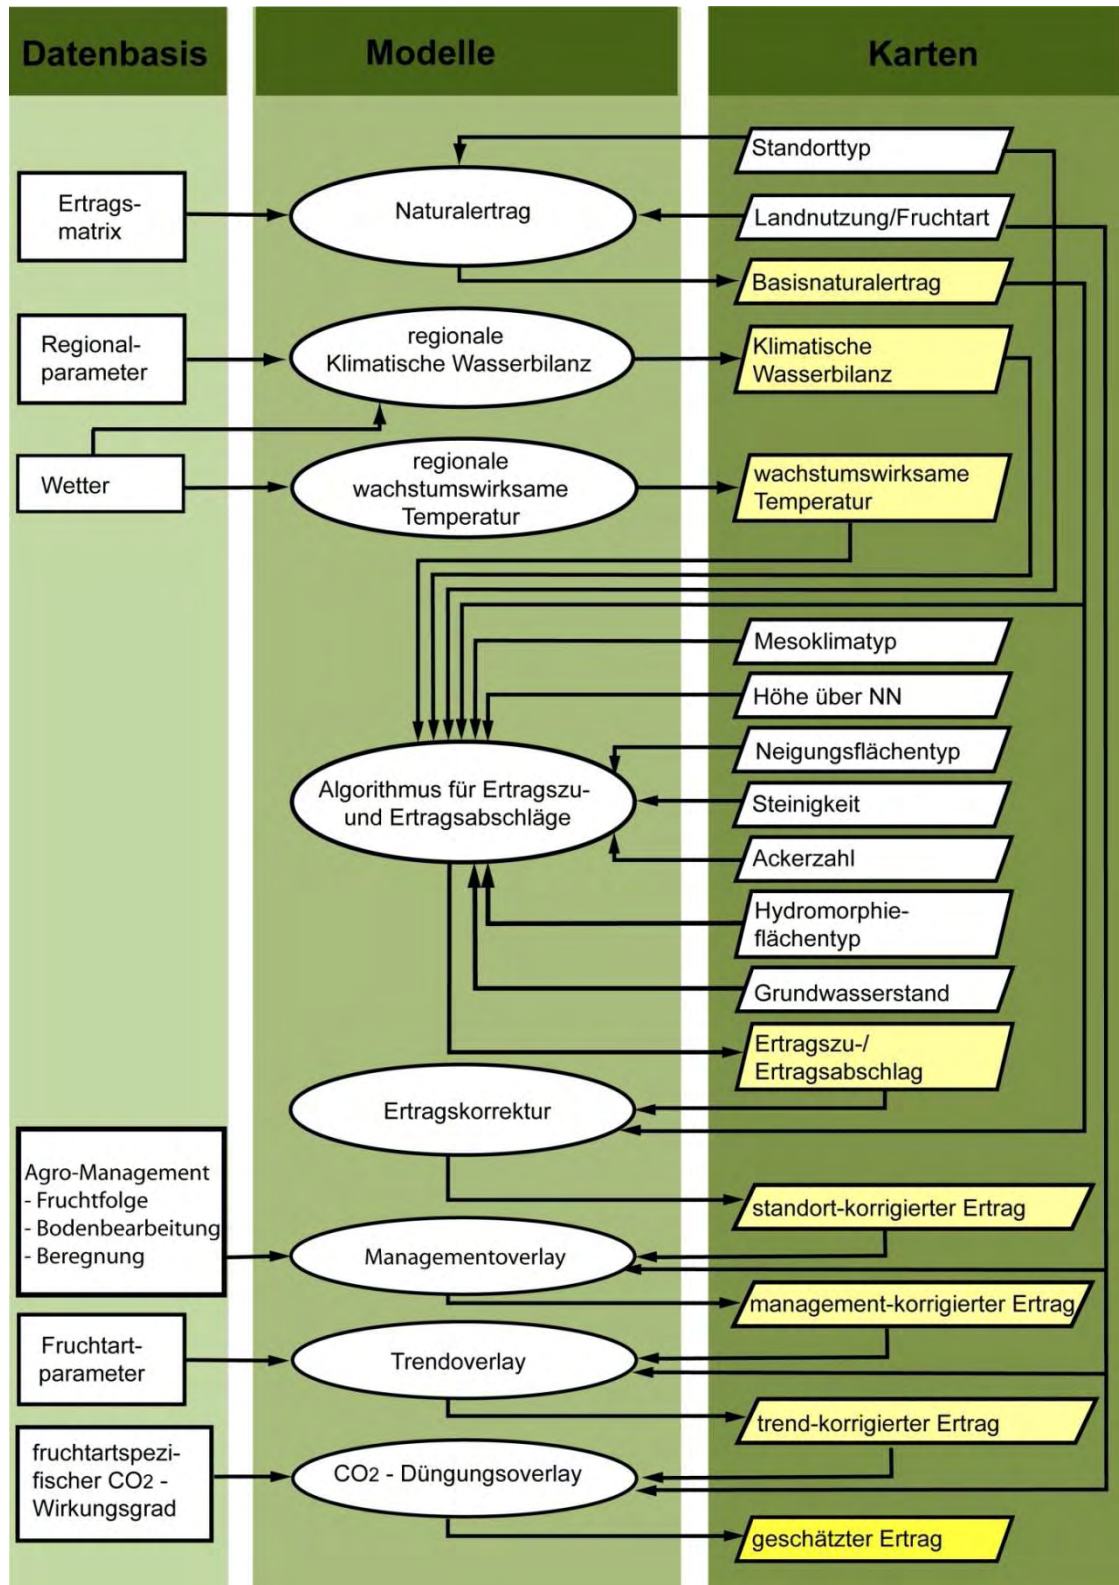 Datenbasis
Modelle
Karten
Standorttyp
Ertrags-
matrix
Naturalertrag
Landnutzung/Fruchtart
Basisnaturalertrag
Regional-
parameter
regionale
Klimatische Wasserbilanz
Klimatische
Wasserbilanz
Wetter
regionale
wachstumswirksame
Temperatur
wachstumswirksame
Temperatur
Mesoklimatyp
Höhe über NN
Neigungsflächentyp
Algorithmus für Ertragszu-
und Ertragsabschläge
Steinigkeit
Ackerzahl
Hydromorphie-
flächentyp
Grundwasserstand
Ertragszu-/
Ertragsabschlag
Ertragskorrektur
Agro-Management
- Fruchtfolge
- Bodenbearbeitung
- Beregnung
standort-korrigierter Ertrag
Managementoverlay
management-korrigierter Ertrag
Fruchtart-
parameter
Trendoverlay
trend-korrigierter Ertrag
fruchtartspezi-
fischer CO2 -
Wirkungsgrad
CO2 - Düngungsoverlay
geschätzter Ertrag